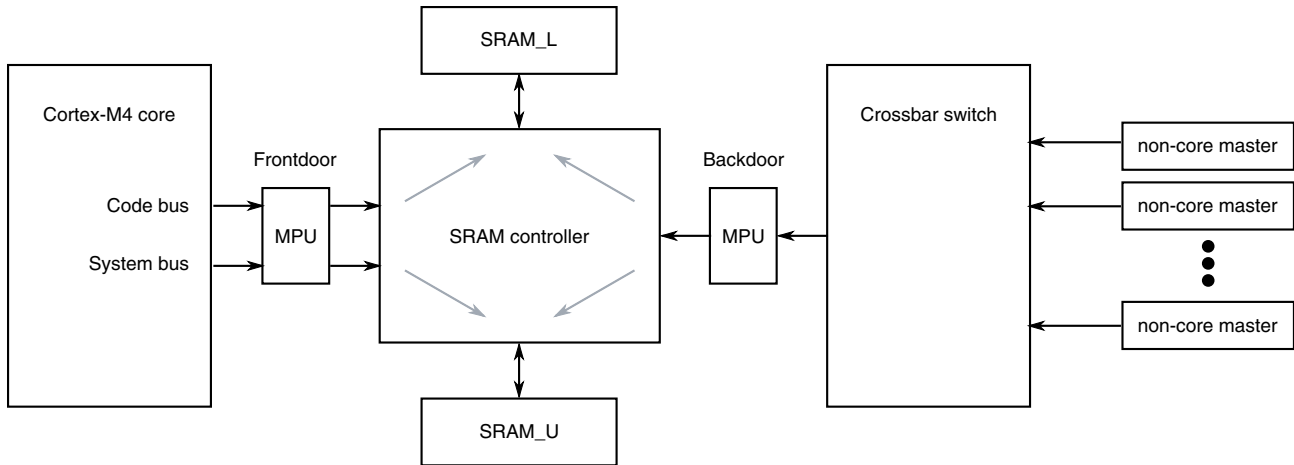 SRAM_L
Cortex-M4 core
Crossbar switch
non-core master
Frontdoor
Backdoor
Code bus
MPU
SRAM controller
MPU
non-core master
System bus
non-core master
SRAM_U